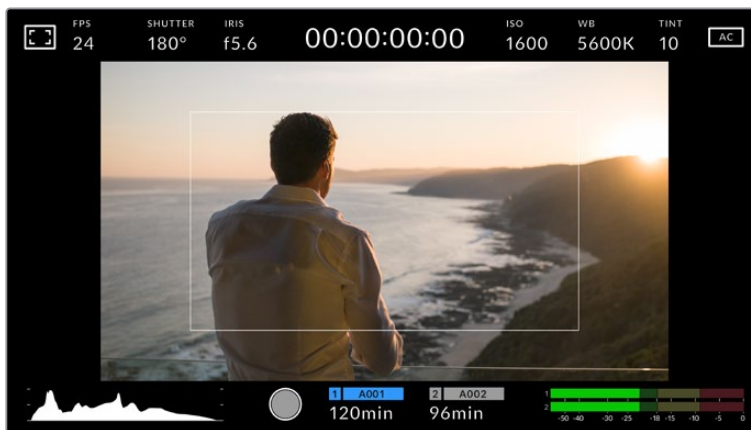 FPS SHUTTER IRIS ISO WB TINT
24 180° f5.6 00:00:00:00 1600 5600K 10 AC
1 A001 2 A002 1
120min 96min 2
-50 -40 -30 -25 -18 -15 -10 -5 0